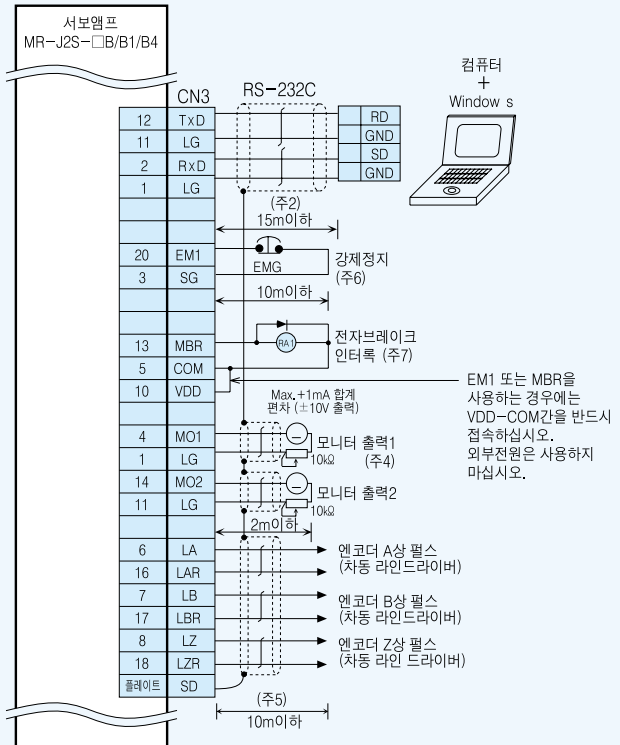 서보앰프
MR-J2S-□B/B1/B4
CN3
RS-232C
컴퓨터
+
Window s
12 TxD
11 LG
2 RxD
1 LG
RD
GND
SD
GND
(주2)
15m이하
20 EM1
3 SG
EMG
강제정지
(주6)
10m이하
13 MBR
5 COM
10 VDD
RA1
전자브레이크
인터록 (주7)
EM1 또는 MBR을
사용하는 경우에는
VDD-COM간을 반드시
접속하십시오.
외부전원은 사용하지
마십시오.
Max.+1mA 합계
편차 (±10V 출력)
4 MO1
1 LG
14 MO2
11 LG
모니터 출력1
10kΩ
(주4)
모니터 출력2
10kΩ
2m이하
6 LA
16 LAR
7 LB
17 LBR
8 LZ
18 LZR
플레이트 SD
엔코더 A상 펄스
(차동 라인드라이버)
엔코더 B상 펄스
(차동 라인드라이버)
엔코더 Z상 펄스
(차동 라인 드라이버)
(주5)
10m이하